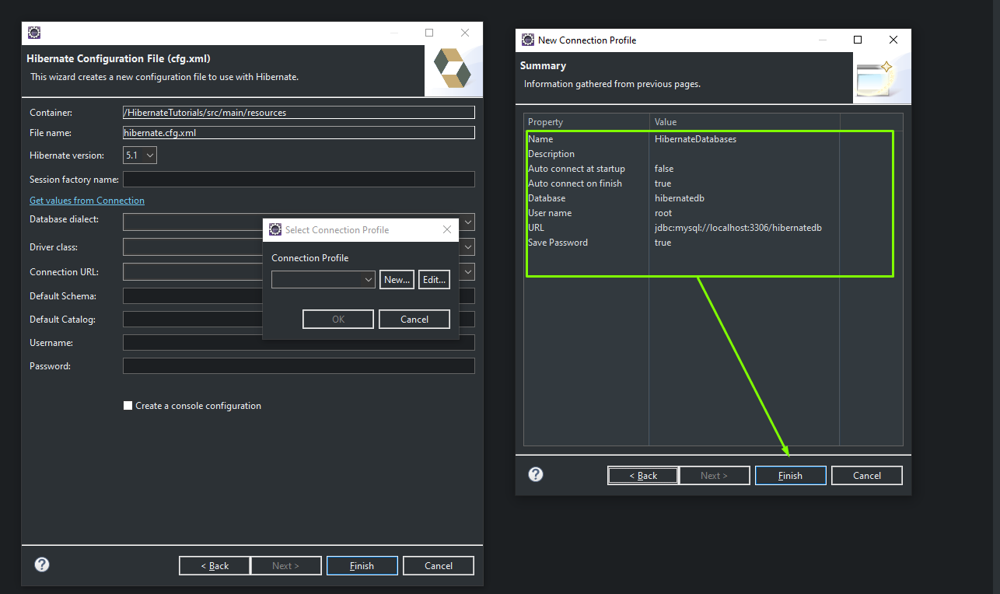 Hibernate Configuration File (cfg.xml)
This wizard creates a new configuration file to use with Hibernate.
Container: /HibernateTutorials/src/main/resources
File name: hibernate.cfg.xml
Hibernate version: 5.1
Session factory name:
Get values from Connection
Database dialect:
Driver class:
Connection URL:
Default Schema:
Default Catalog:
Username:
Password:
Create a console configuration
? < Back Next > Finish Cancel
Select Connection Profile
Connection Profile
New... Edit...
OK Cancel
New Connection Profile
Summary
Information gathered from previous pages.
Property Value
Name HibernateDatabases
Description
Auto connect at startup false
Auto connect on finish true
Database hibernatedb
User name root
URL jdbc:mysql://localhost:3306/hibernatedb
Save Password true
? < Back Next > Finish Cancel